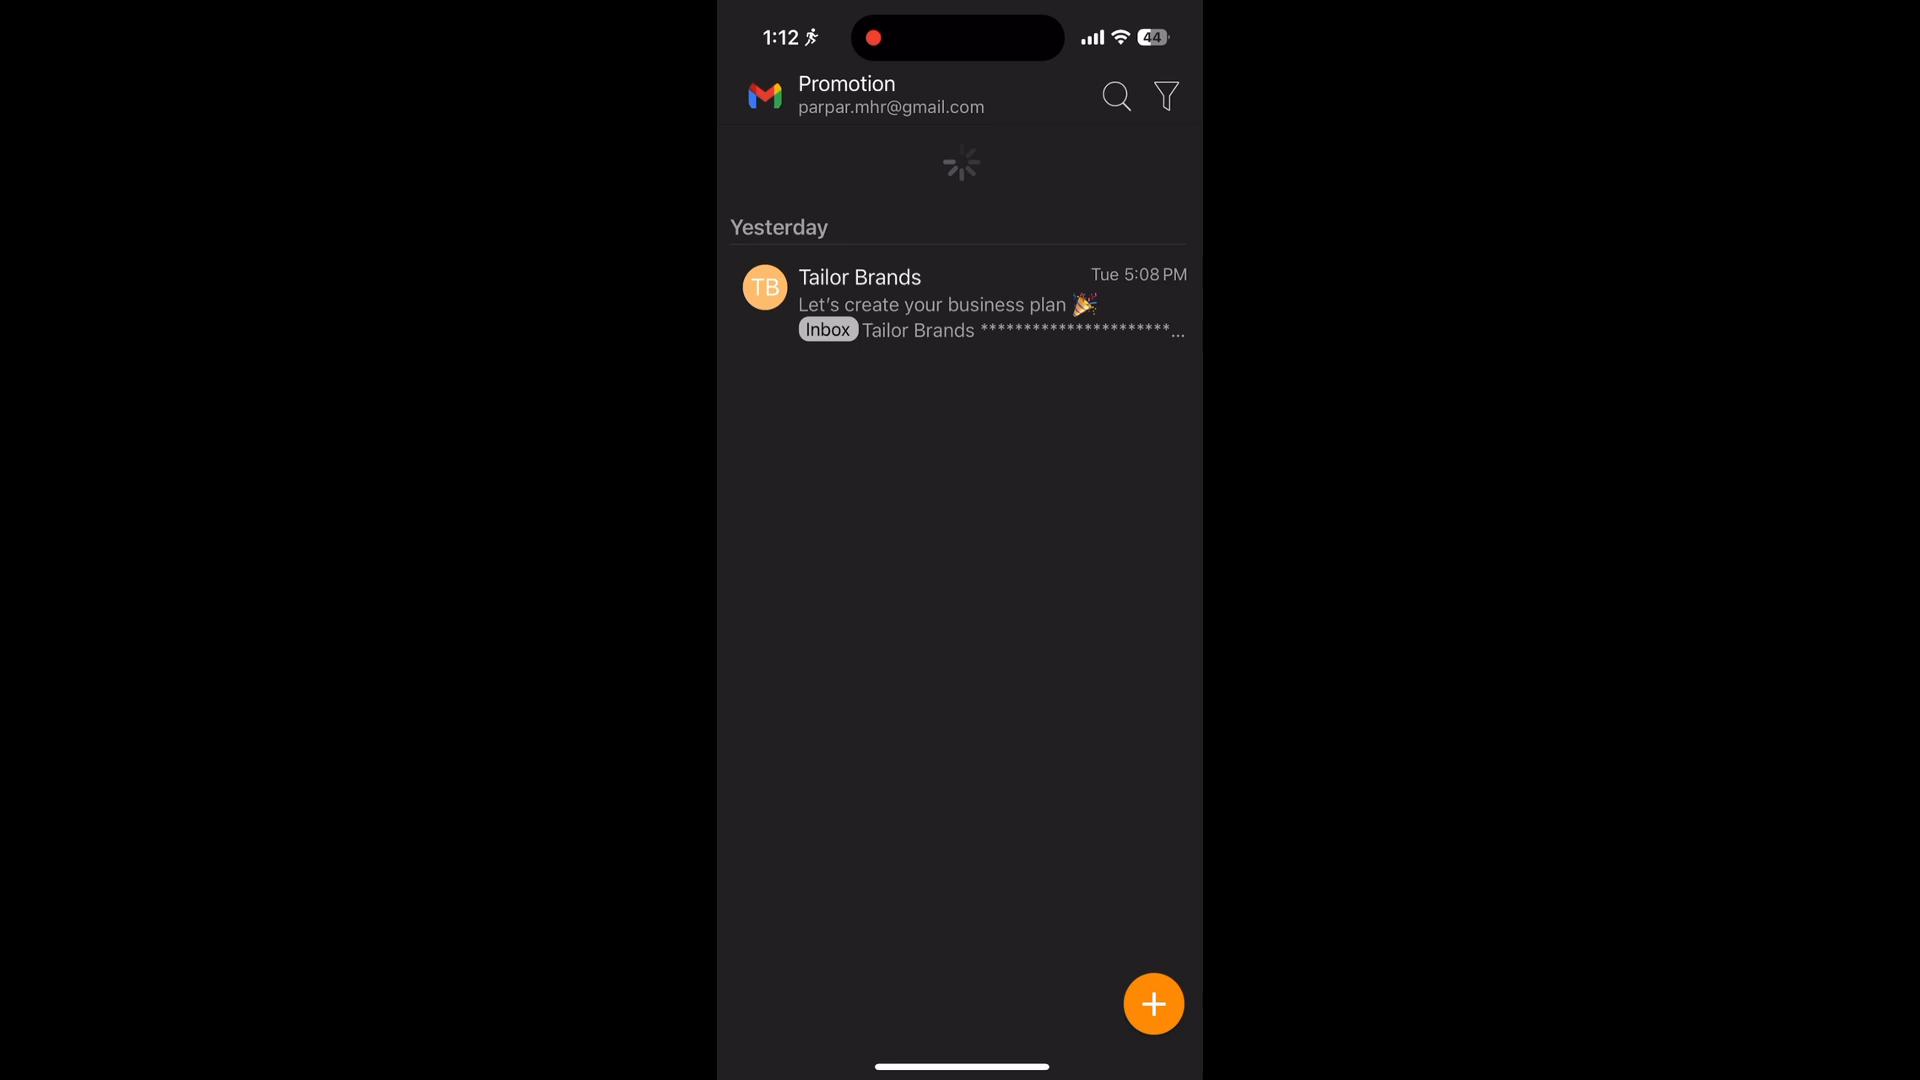 1:12
44
Promotion
parpar.mhr@gmail.com
Yesterday
TB
Tailor Brands
Tue 5:08 PM
Let's create your business plan 🎉
Inbox Tailor Brands **********************...